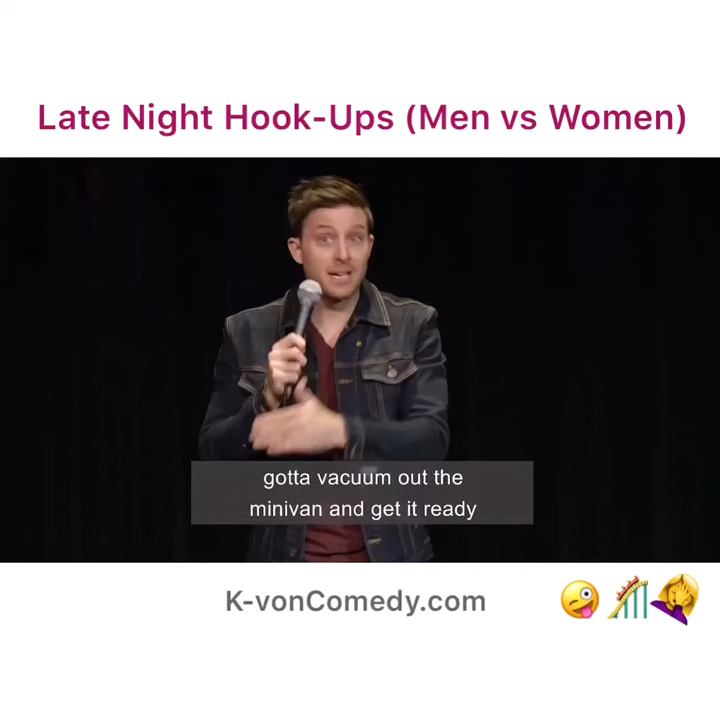 Late Night Hook-Ups (Men vs Women)
gotta vacuum out the
minivan and get it ready
K-vonComedy.com